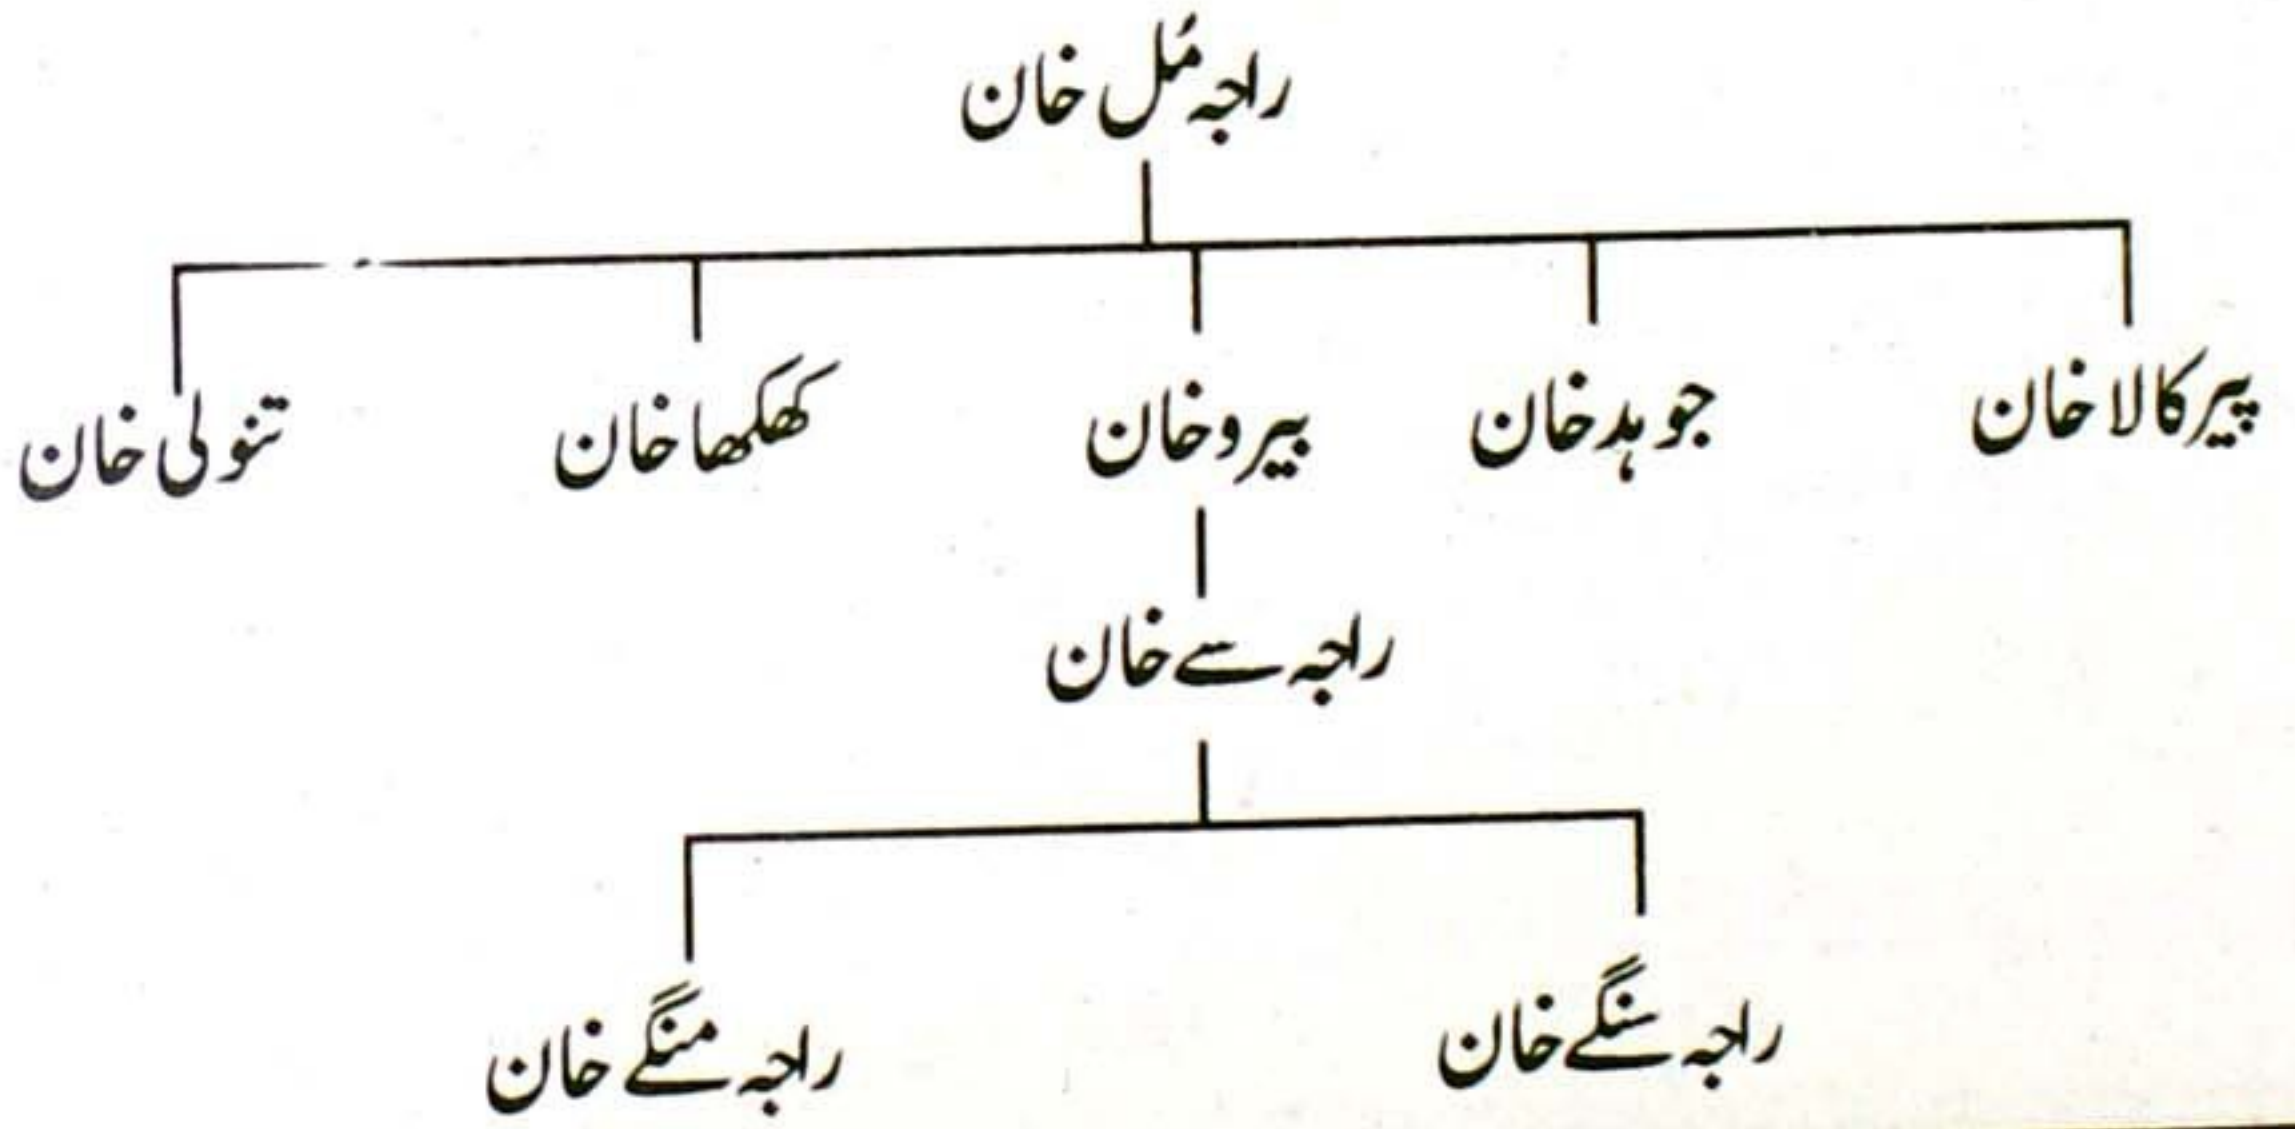 راجہ مُل خان
پیر کالا خان
جوہد خان
بیرو خان
کھکھا خان
تنولی خان
راجہ سے خان
راجہ سنگے خان
راجہ منگے خان